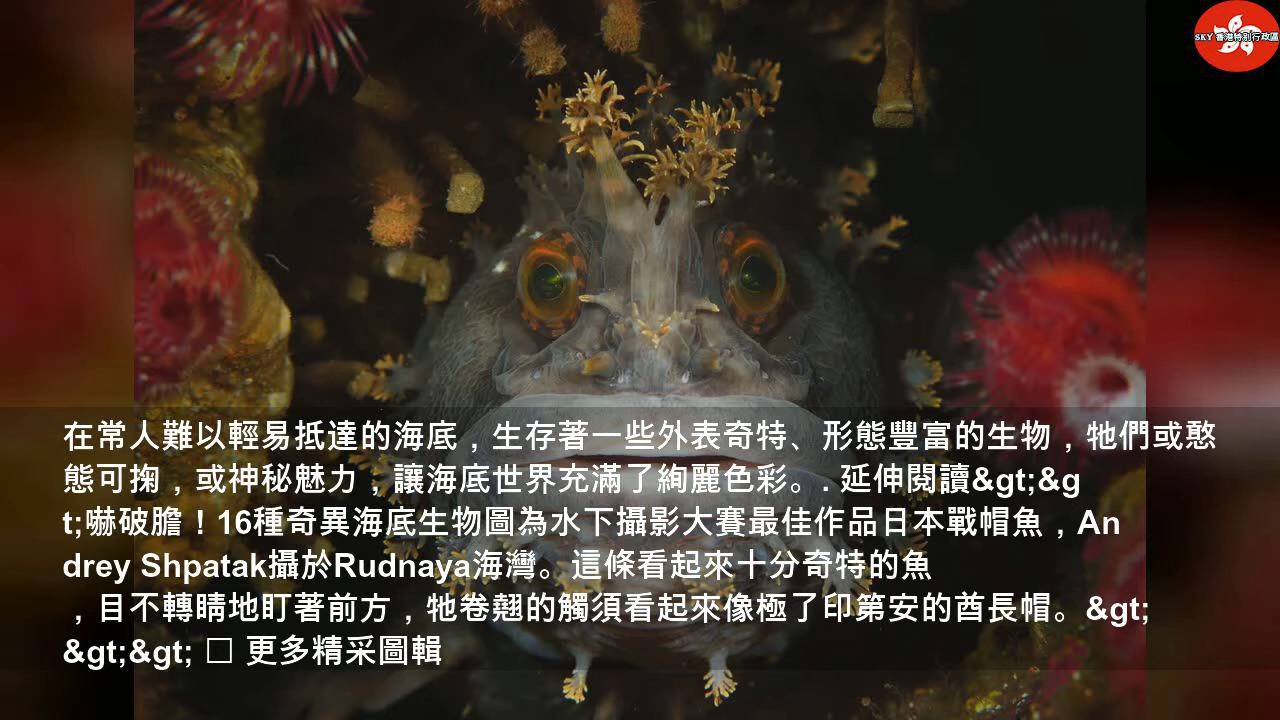 SKY 香港特别行政區
在常人難以輕易抵達的海底，生存著一些外表奇特、形態豐富的生物，牠們或憨
態可掬，或神秘魅力，讓海底世界充滿了絢麗色彩。. 延伸閱讀&gt;&g
t;嚇破膽！16種奇異海底生物圖為水下攝影大賽最佳作品日本戰帽魚，An
drey Shpatak攝於Rudnaya海灣。這條看起來十分奇特的魚
，目不轉睛地盯著前方，牠卷翹的觸須看起來像極了印第安的酋長帽。&gt;
&gt;&gt; □ 更多精采圖輯